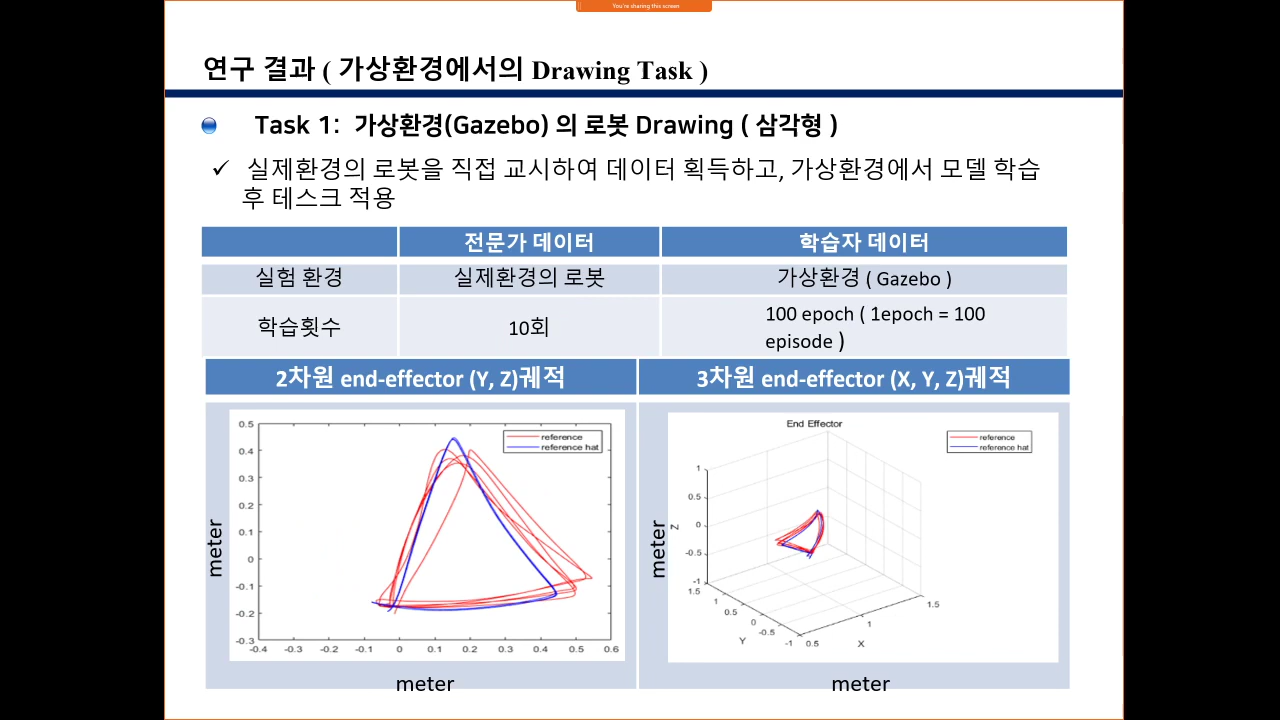 You're sharing this screen
연구 결과 ( 가상환경에서의 Drawing Task )
Task 1: 가상환경(Gazebo) 의 로봇 Drawing ( 삼각형 )
✓ 실제환경의 로봇을 직접 교시하여 데이터 획득하고, 가상환경에서 모델 학습
후 테스크 적용
전문가 데이터 학습자 데이터
실험 환경 실제환경의 로봇 가상환경 ( Gazebo )
학습횟수 10회 100 epoch ( 1epoch = 100
episode )
2차원 end-effector (Y, Z)궤적 3차원 end-effector (X, Y, Z)궤적
0.5
0.4
0.3
0.2
0.1
0
-0.1
-0.2
-0.3
-0.4 -0.3 -0.2 -0.1 0 0.1 0.2 0.3 0.4 0.5 0.6
reference
reference hat
meter
meter
End Effector
reference
reference hat
1
0.5
0
-0.5
-1
Z
1.5
1
0.5
0
-0.5
-1
Y
0.5
1
1.5
X
meter
meter